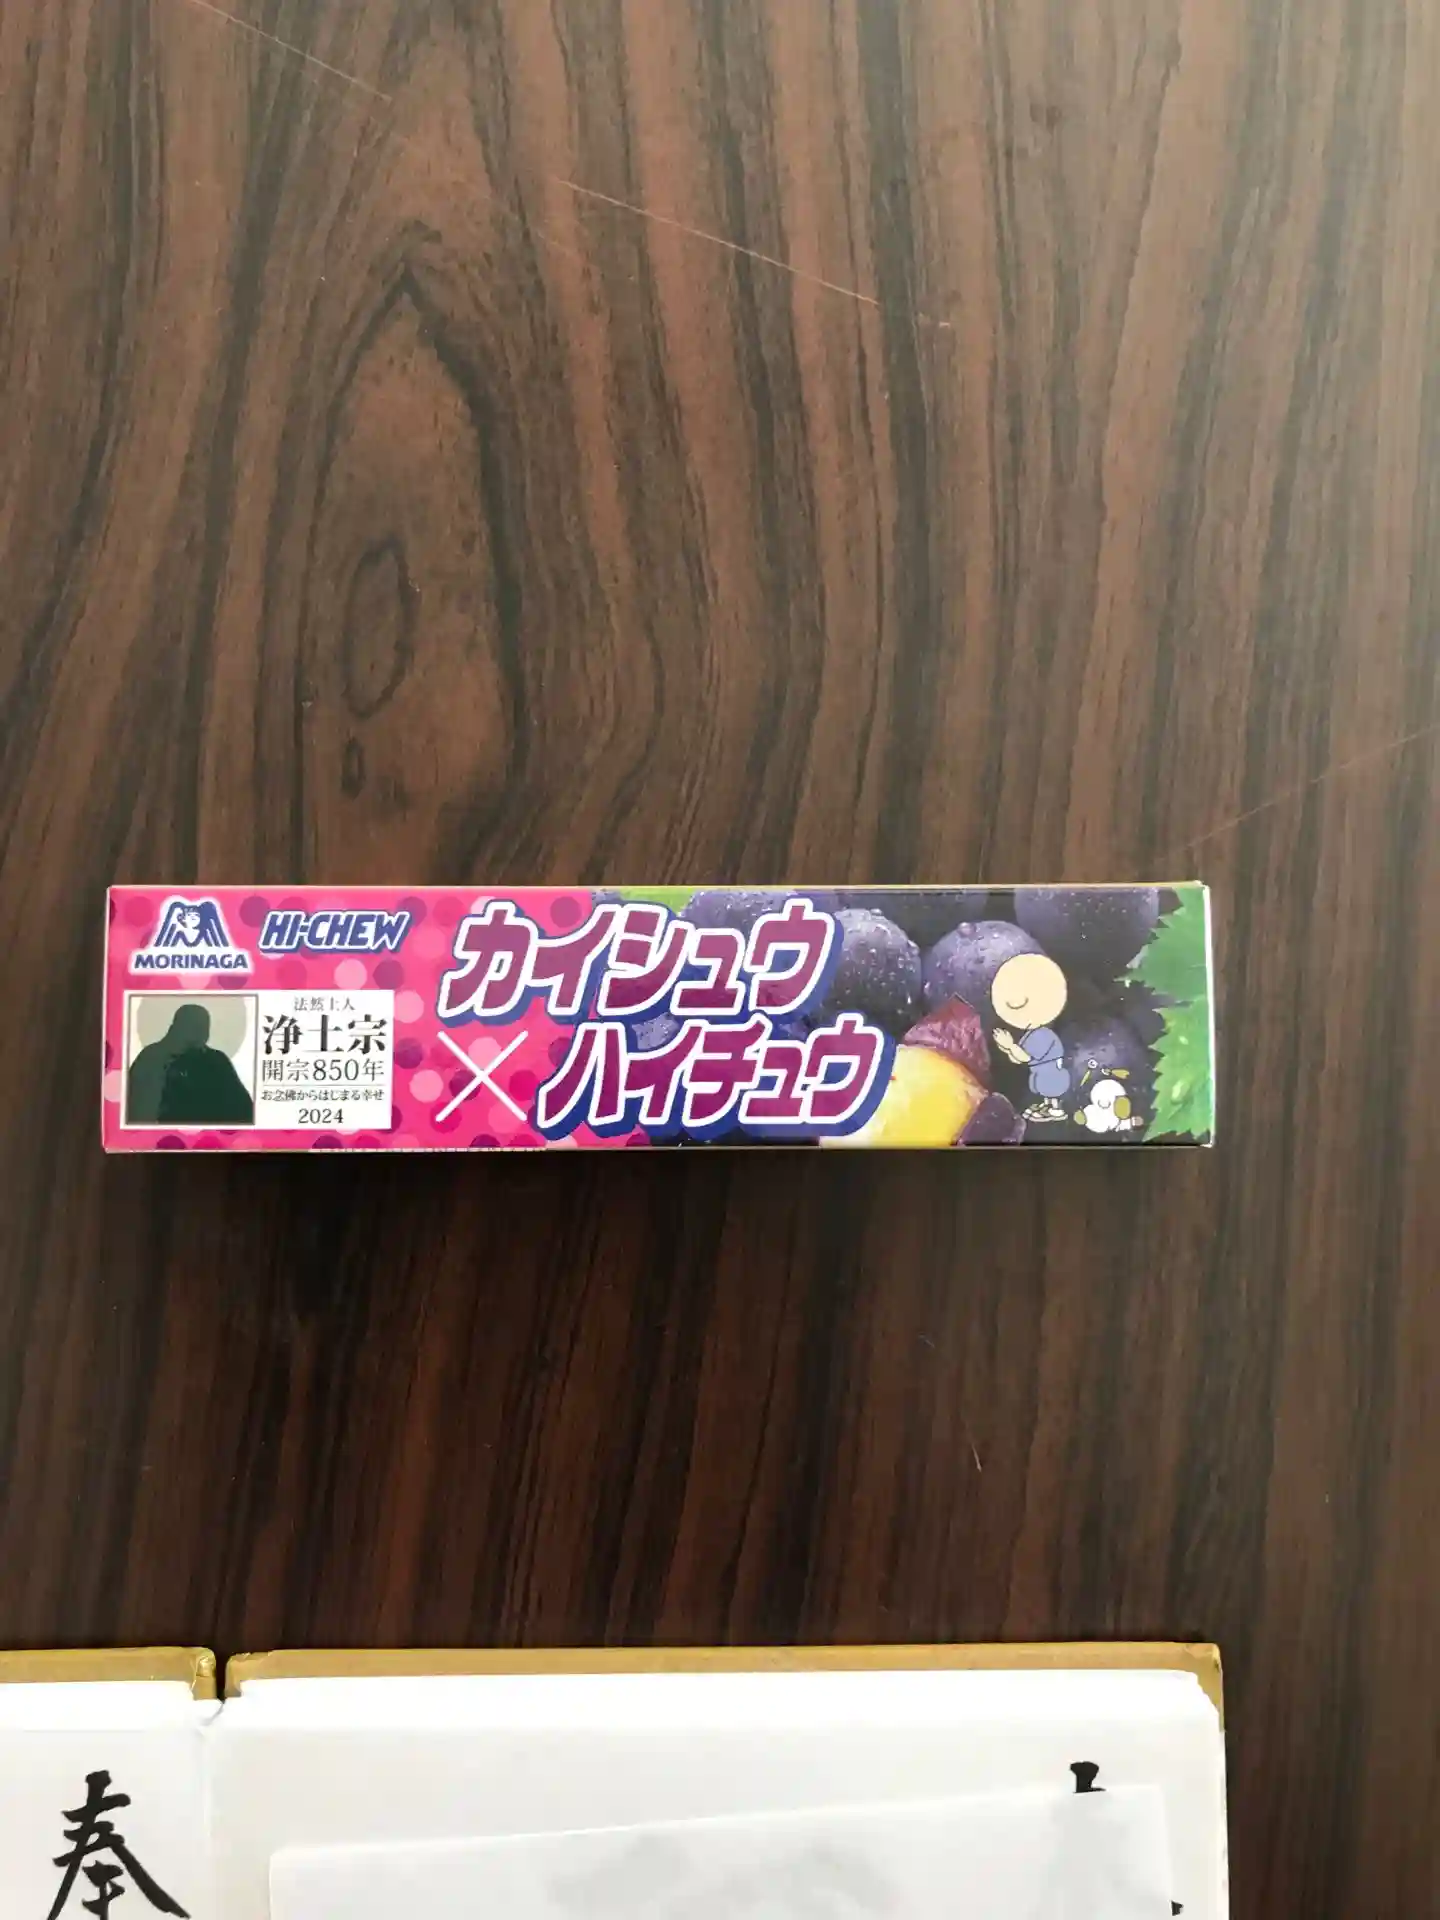 MORINAGA
HI-CHEW
カイシュウ
×ハイチュウ
法然上人
浄土宗
開宗850年
お念佛からはじまる幸せ
2024
奉